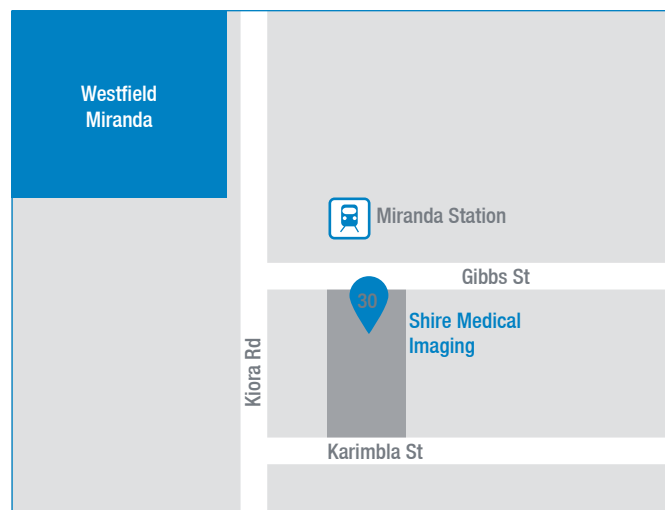 Westfield
Miranda
Miranda Station
Gibbs St
30
Shire Medical
Imaging
Kiora Rd
Karimbla St